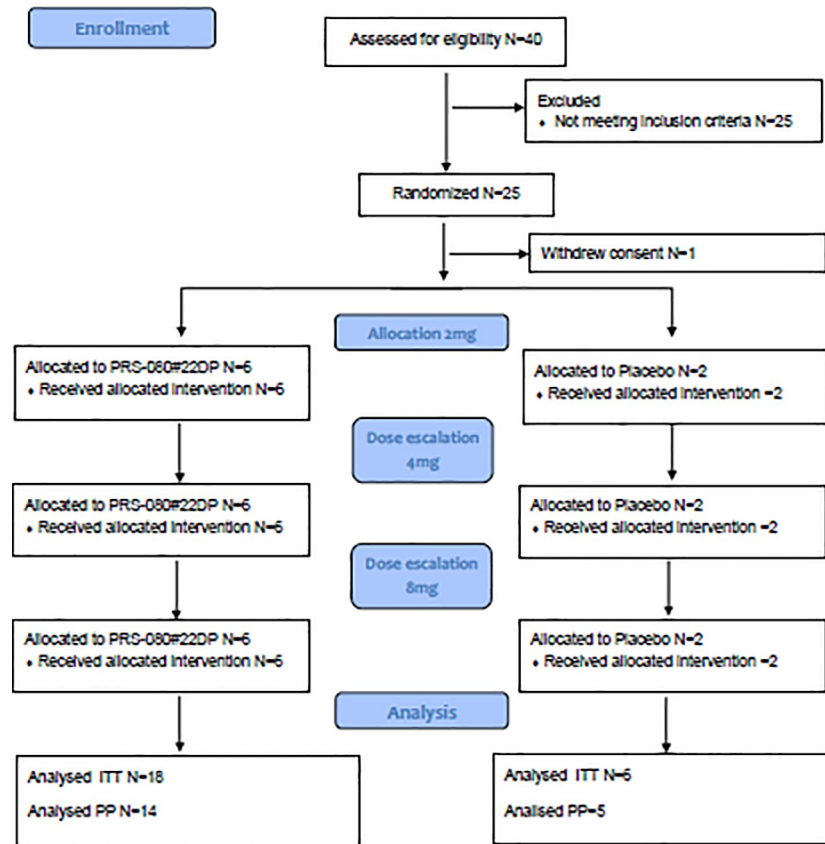 Enrollment
Assessed for eligibility N=40
Excluded
♦ Not meeting inclusion criteria N=25
Randomized N=25
Withdrew consent N=1
Allocation 2mg
Allocated to PRS-080#22DP N=6
♦ Received allocated intervention N=6
Allocated to Placebo N=2
♦ Received allocated intervention =2
Dose escalation
4mg
Allocated to PRS-080#22DP N=6
♦ Received allocated intervention N=6
Allocated to Placebo N=2
♦ Received allocated intervention =2
Dose escalation
8mg
Allocated to PRS-080#22DP N=6
♦ Received allocated intervention N=6
Allocated to Placebo N=2
♦ Received allocated intervention =2
Analysis
Analysed ITT N=18
Analysed PP N=14
Analysed ITT N=6
Analised PP=5